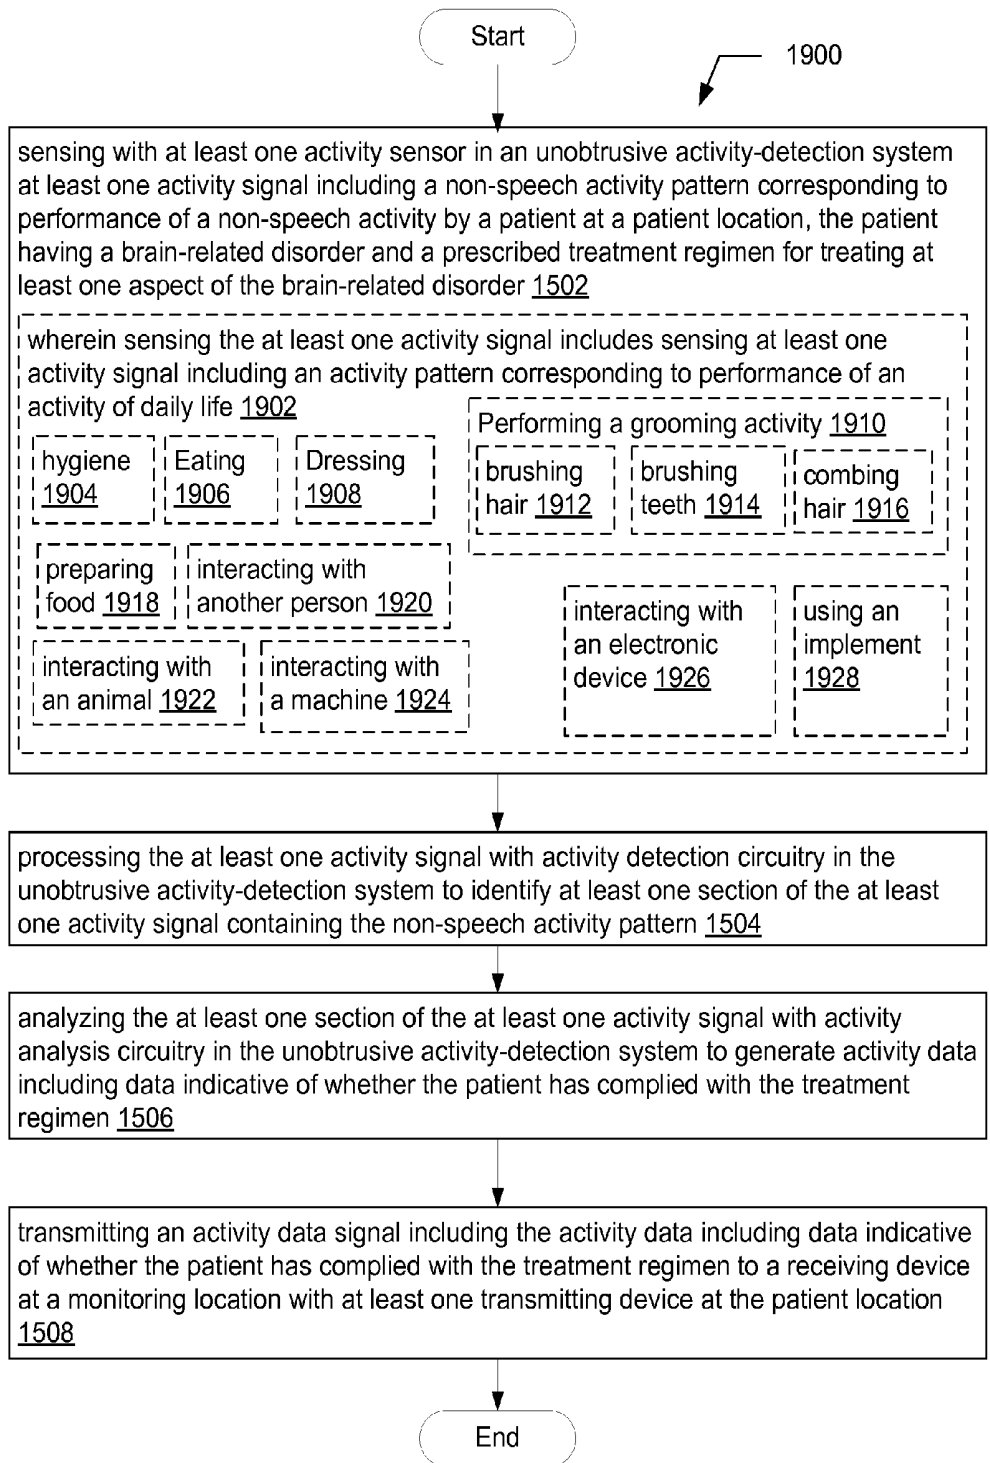 Start
1900
sensing with at least one activity sensor in an unobtrusive activity-detection system
at least one activity signal including a non-speech activity pattern corresponding to
performance of a non-speech activity by a patient at a patient location, the patient
having a brain-related disorder and a prescribed treatment regimen for treating at
least one aspect of the brain-related disorder 1502
wherein sensing the at least one activity signal includes sensing at least one
activity signal including an activity pattern corresponding to performance of an
activity of daily life 1902
hygiene
1904
Eating
1906
Dressing
1908
Performing a grooming activity 1910
brushing
hair 1912
brushing
teeth 1914
combing
hair 1916
preparing
food 1918
interacting with
another person 1920
interacting with
an animal 1922
interacting with
a machine 1924
interacting with
an electronic
device 1926
using an
implement
1928
processing the at least one activity signal with activity detection circuitry in the
unobtrusive activity-detection system to identify at least one section of the at least
one activity signal containing the non-speech activity pattern 1504
analyzing the at least one section of the at least one activity signal with activity
analysis circuitry in the unobtrusive activity-detection system to generate activity data
including data indicative of whether the patient has complied with the treatment
regimen 1506
transmitting an activity data signal including the activity data including data indicative
of whether the patient has complied with the treatment regimen to a receiving device
at a monitoring location with at least one transmitting device at the patient location
1508
End